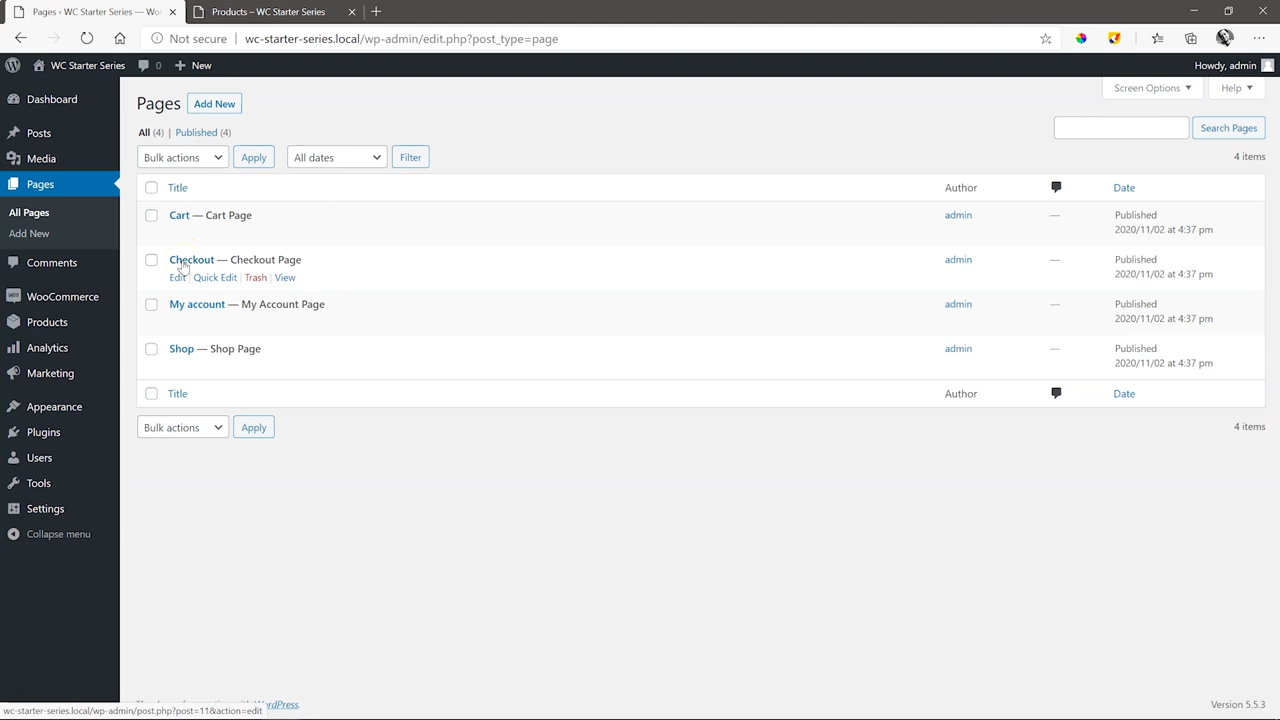 Pages ‹ WC Starter Series — Wo
Products – WC Starter Series
Not secure
wc-starter-series.local/wp-admin/edit.php?post_type=page
WC Starter Series
0
New
Howdy, admin
Dashboard
Posts
Media
Pages
All Pages
Add New
Comments
WooCommerce
Products
Analytics
Marketing
Appearance
Plugins
Users
Tools
Settings
Collapse menu
Screen Options
Help
Pages
Add New
All (4) | Published (4)
Search Pages
Bulk actions
Apply
All dates
Filter
4 items
Title
Author
Date
Cart — Cart Page
admin
—
Published
2020/11/02 at 4:37 pm
Checkout — Checkout Page
Edit | Quick Edit | Trash | View
admin
—
Published
2020/11/02 at 4:37 pm
My account — My Account Page
admin
—
Published
2020/11/02 at 4:37 pm
Shop — Shop Page
admin
—
Published
2020/11/02 at 4:37 pm
Title
Author
Date
Bulk actions
Apply
4 items
WordPress.
Version 5.5.3
wc-starter-series.local/wp-admin/post.php?post=11&action=edit